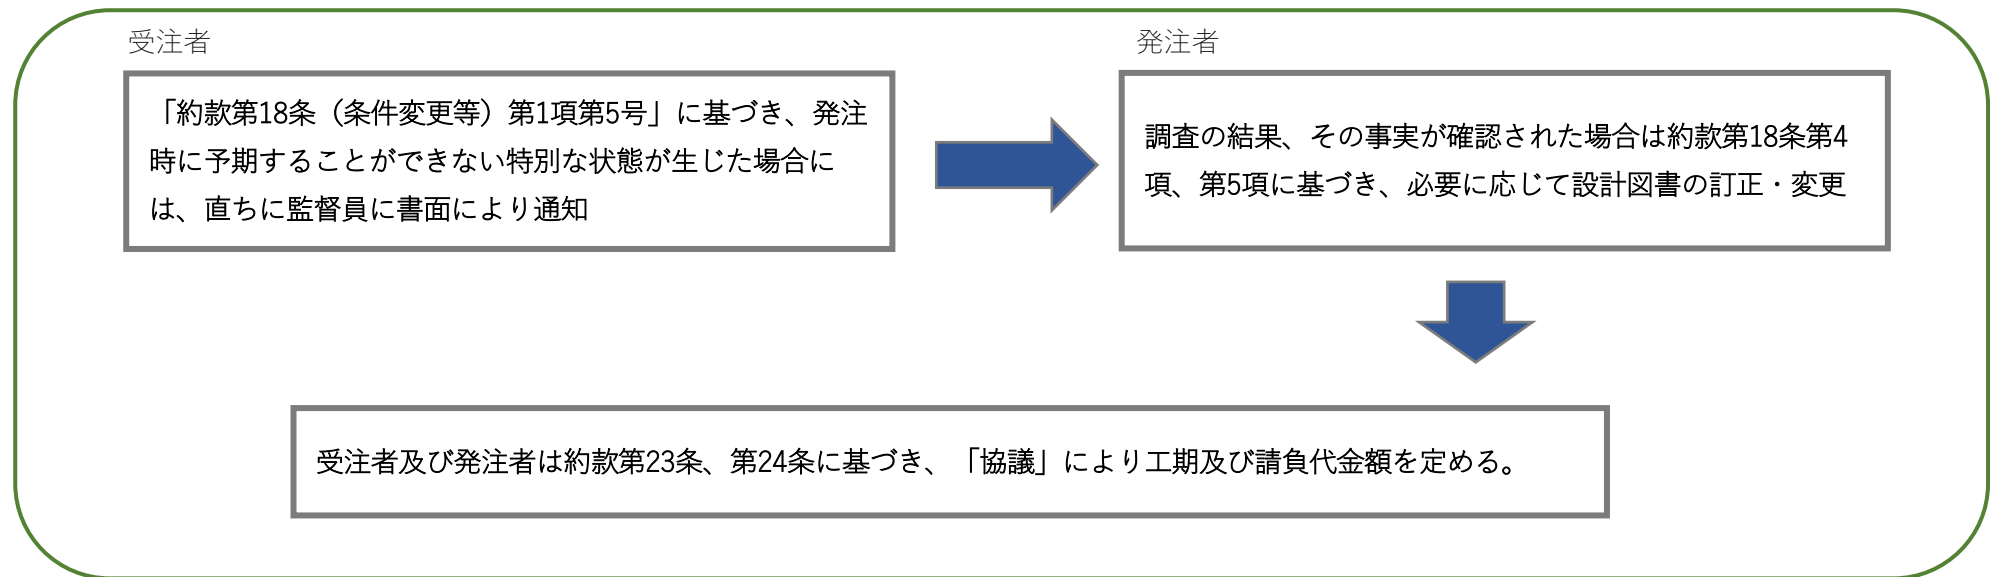 受注者
「約款第18条（条件変更等）第1項第5号」に基づき、発注
時に予期することができない特別な状態が生じた場合に
は、直ちに監督員に書面により通知
発注者
調査の結果、その事実が確認された場合は約款第18条第4
項、第5項に基づき、必要に応じて設計図書の訂正・変更
受注者及び発注者は約款第23条、第24条に基づき、「協議」により工期及び請負代金額を定める。